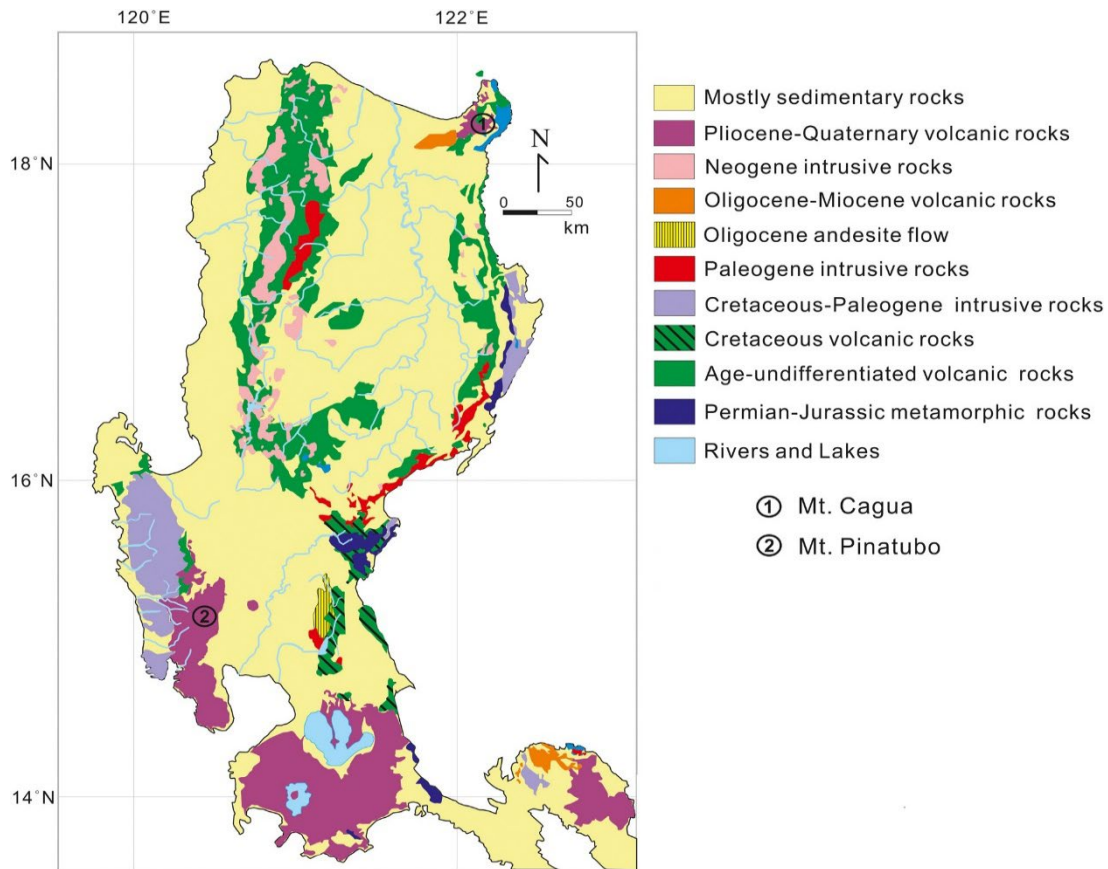 120˚E
122˚E
18˚N
16˚N
14˚N
N
0
50
km
1
2
Mostly sedimentary rocks
Pliocene-Quaternary volcanic rocks
Neogene intrusive rocks
Oligocene-Miocene volcanic rocks
Oligocene andesite flow
Paleogene intrusive rocks
Cretaceous-Paleogene intrusive rocks
Cretaceous volcanic rocks
Age-undifferentiated volcanic rocks
Permian-Jurassic metamorphic rocks
Rivers and Lakes
① Mt. Cagua
② Mt. Pinatubo